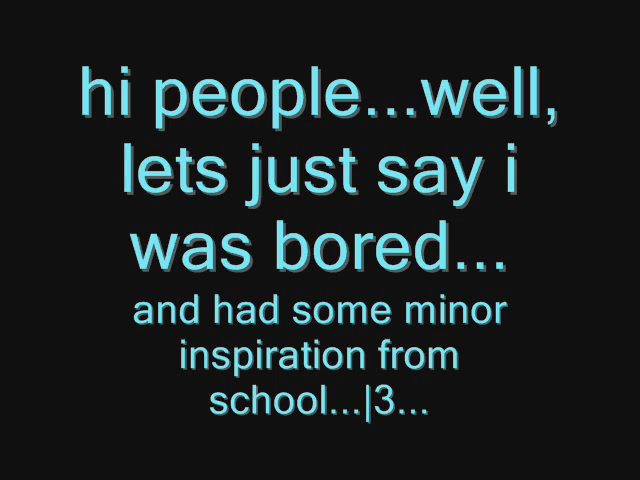 hi people...well,
lets just say i
was bored...
and had some minor
inspiration from
school...|3...